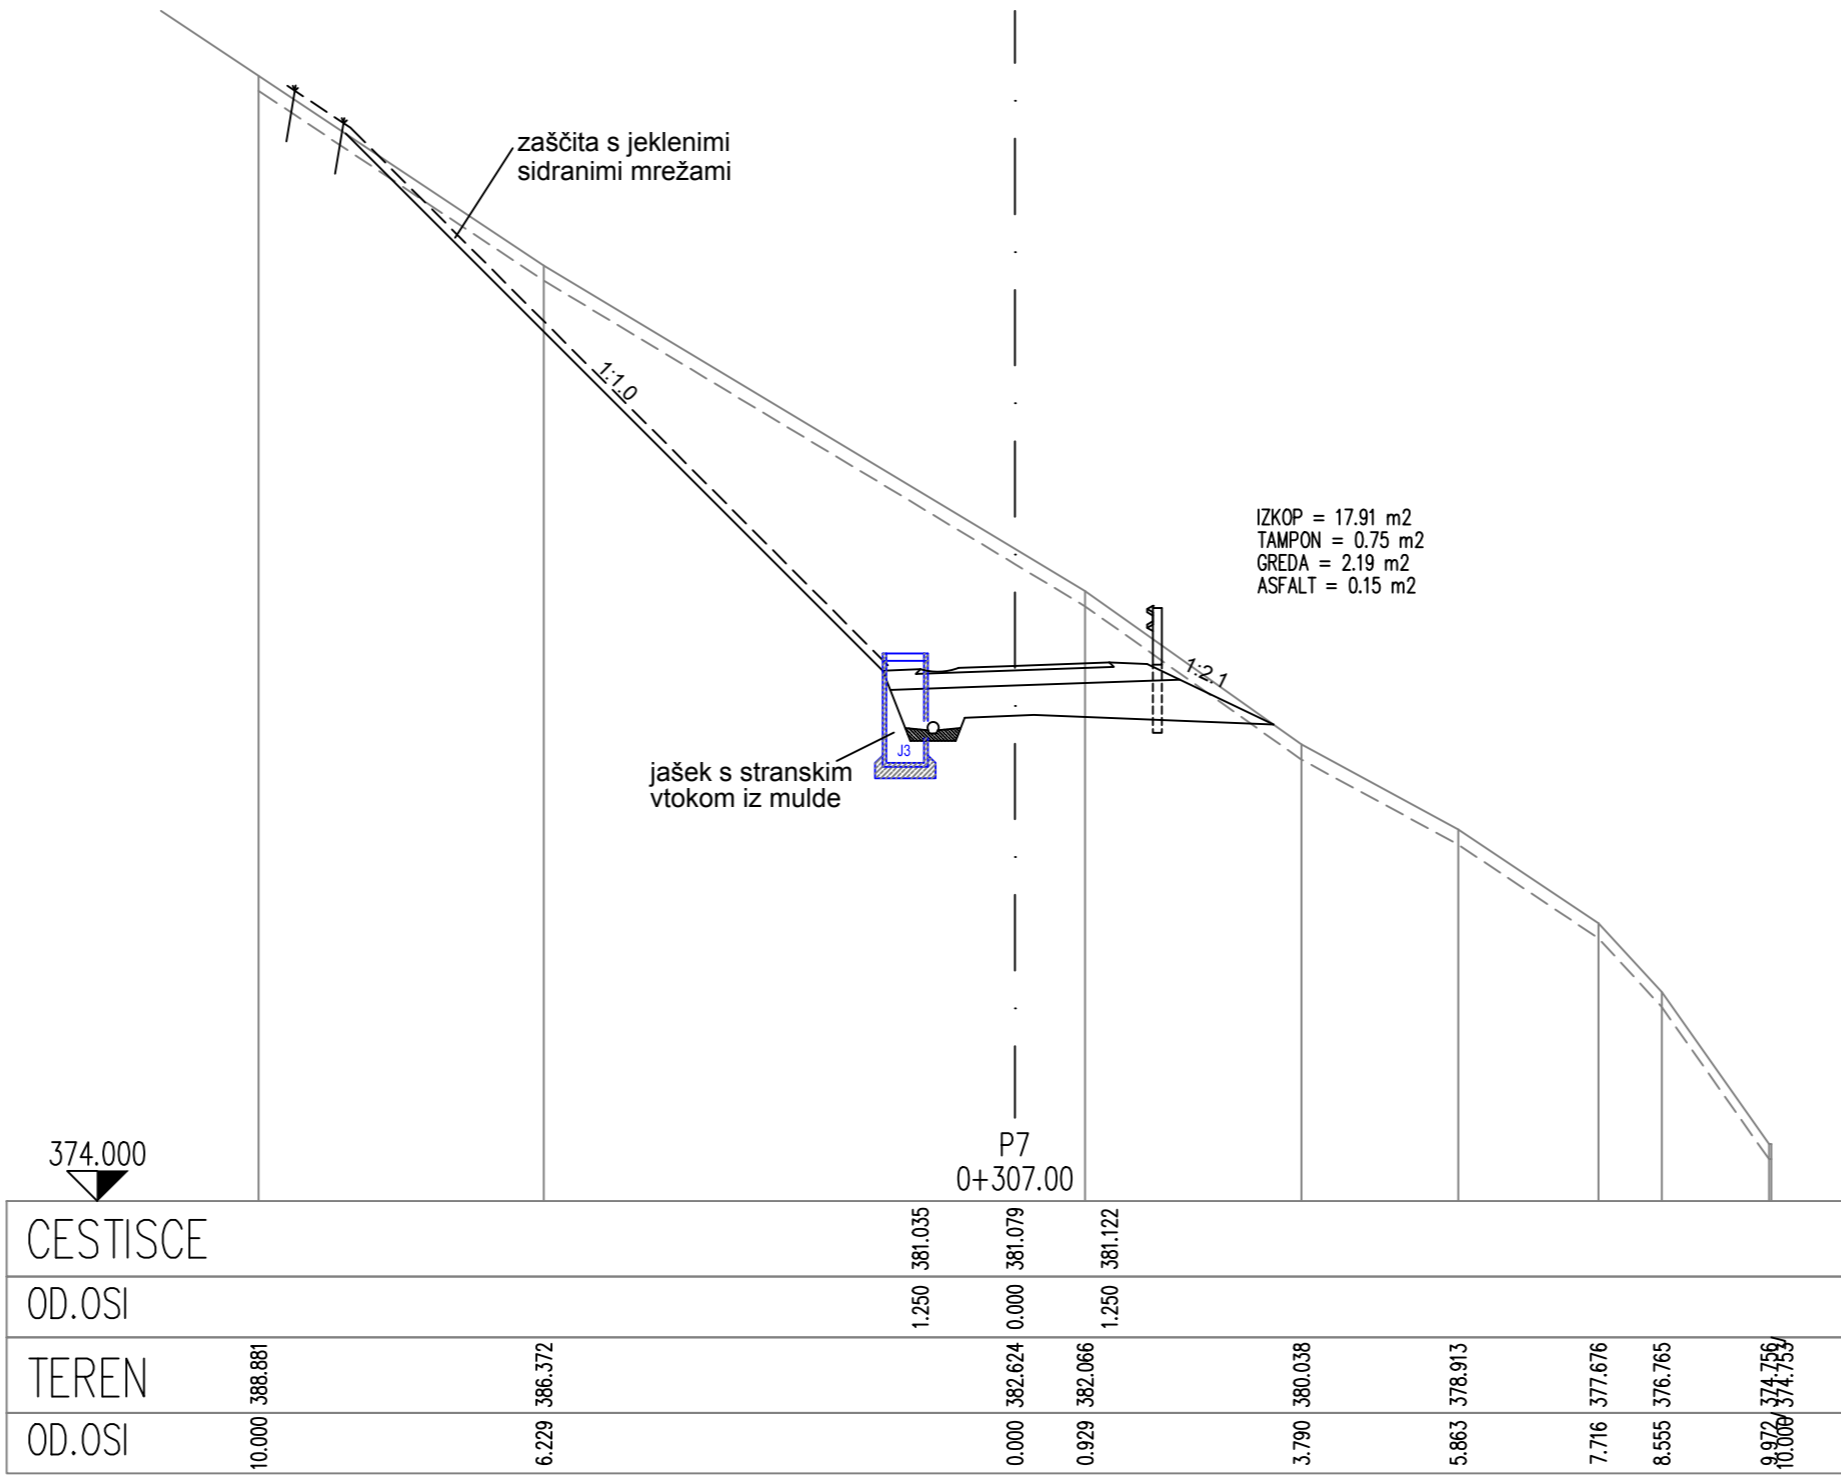 zaščita s jeklenimi
sidranimi mrežami
1:1.0
IZKOP = 17.91 m2
TAMPON = 0.75 m2
GREDA = 2.19 m2
ASFALT = 0.15 m2
1:2.1
J3
jašek s stranskim
vtokom iz mulde
P7
0+307.00
374.000
CESTISCE 381.035 381.079 381.122
OD.OSI 1.250 0.000 1.250
TEREN 388.881 386.372 382.624 382.066 380.038 378.913 377.676 376.765 374.756 374.753
OD.OSI 10.000 6.229 0.000 0.929 3.790 5.863 7.716 8.555 9.972 10.000